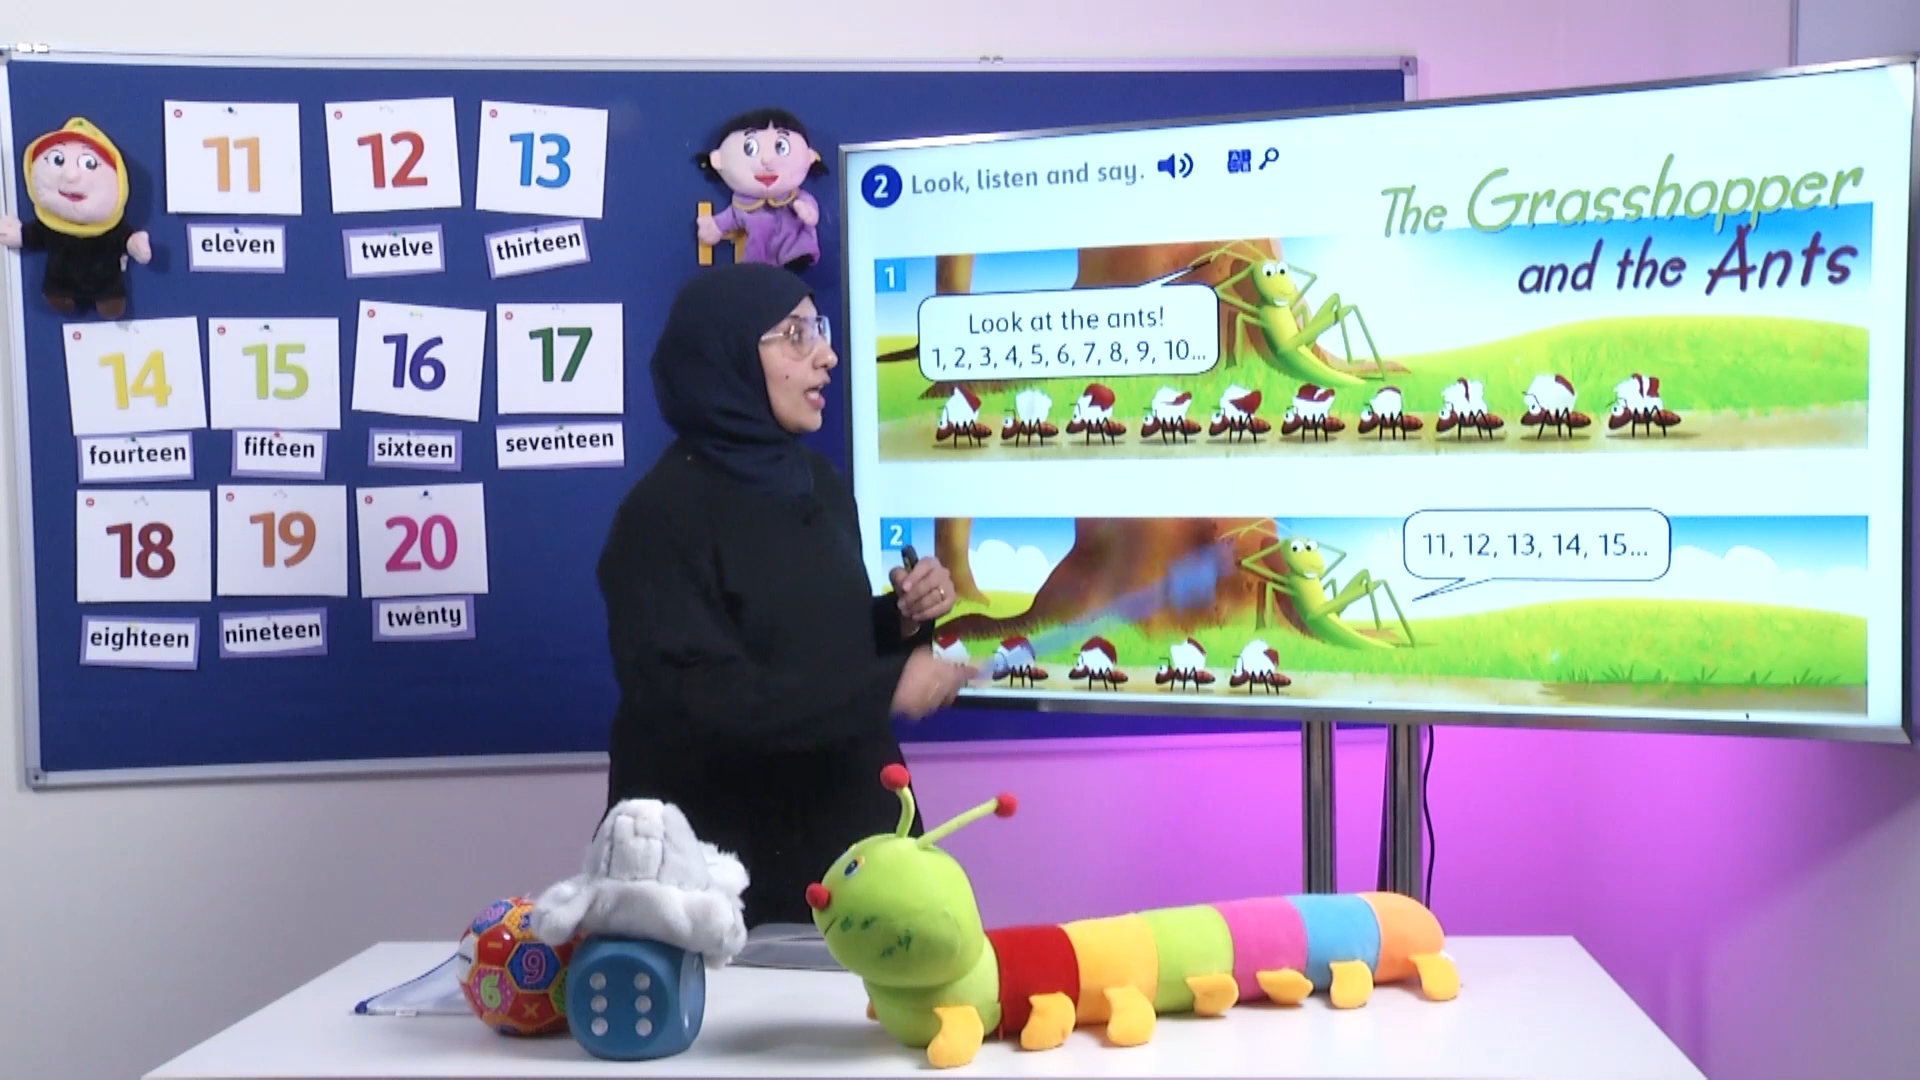 11 12 13
eleven twelve thirteen
14 15 16 17
fourteen fifteen sixteen seventeen
18 19 20
eighteen nineteen twenty
2 Look, listen and say.
The Grasshopper
and the Ants
1
Look at the ants!
1, 2, 3, 4, 5, 6, 7, 8, 9, 10...
2
11, 12, 13, 14, 15...
9
6